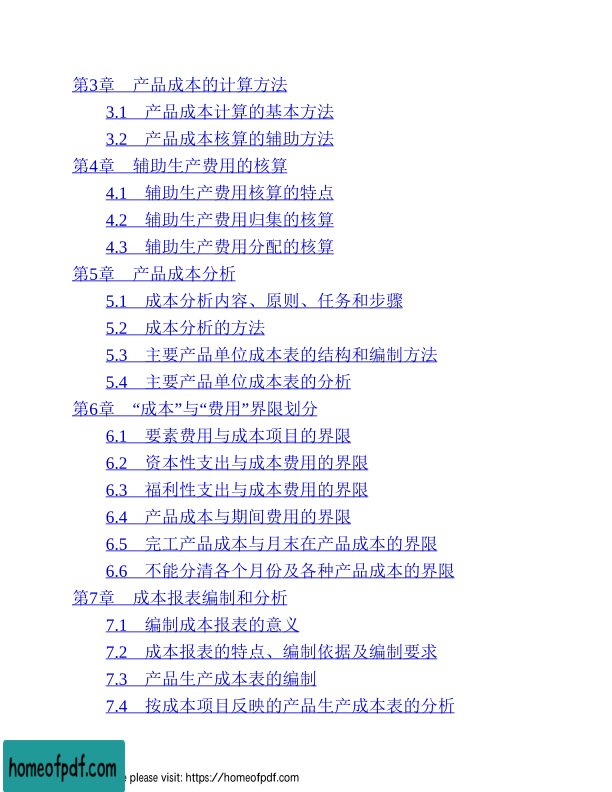 第3章　产品成本的计算方法
3.1　产品成本计算的基本方法
3.2　产品成本核算的辅助方法
第4章　辅助生产费用的核算
4.1　辅助生产费用核算的特点
4.2　辅助生产费用归集的核算
4.3　辅助生产费用分配的核算
第5章　产品成本分析
5.1　成本分析内容、原则、任务和步骤
5.2　成本分析的方法
5.3　主要产品单位成本表的结构和编制方法
5.4　主要产品单位成本表的分析
第6章　“成本”与“费用”界限划分
6.1　要素费用与成本项目的界限
6.2　资本性支出与成本费用的界限
6.3　福利性支出与成本费用的界限
6.4　产品成本与期间费用的界限
6.5　完工产品成本与月末在产品成本的界限
6.6　不能分清各个月份及各种产品成本的界限
第7章　成本报表编制和分析
7.1　编制成本报表的意义
7.2　成本报表的特点、编制依据及编制要求
7.3　产品生产成本表的编制
7.4　按成本项目反映的产品生产成本表的分析
homeofpdf.com
please visit: https://homeofpdf.com